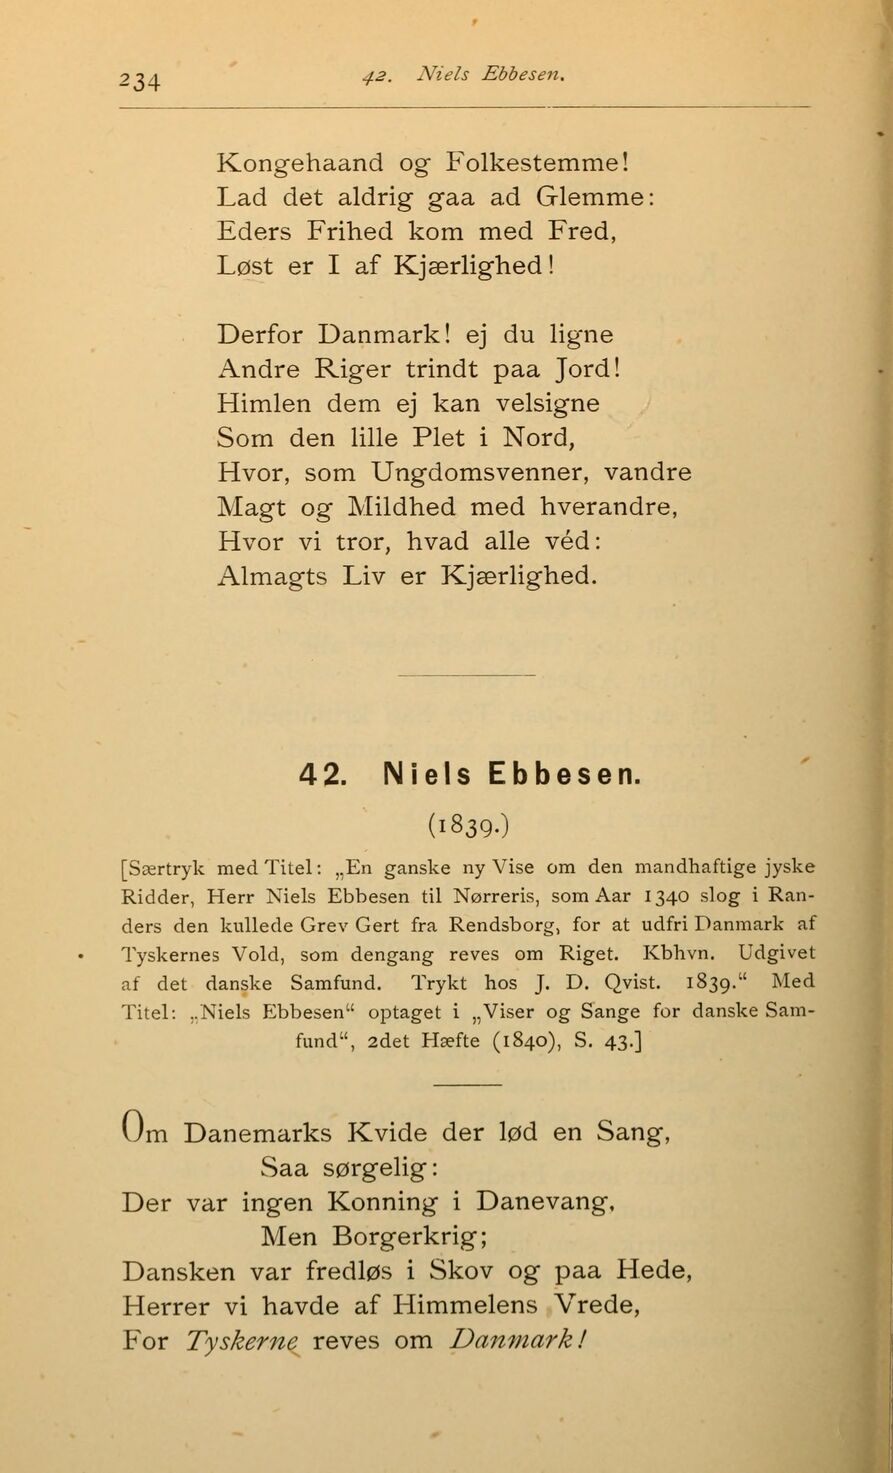 234
42. Niels Ebbesen.
Kongehaand og Folkestemme!
Lad det aldrig gaa ad Glemme:
Eders Frihed kom med Fred,
Løst er I af Kjærlighed!
Derfor Danmark! ej du ligne
Andre Riger trindt paa Jord!
Himlen dem ej kan velsigne
Som den lille Plet i Nord,
Hvor, som Ungdomsvenner, vandre
Magt og Mildhed med hverandre,
Hvor vi tror, hvad alle véd:
Almagts Liv er Kjærlighed.
42. Niels Ebbesen.
(1839.)
[Særtryk med Titel: „En ganske ny Vise om den mandhaftige jyske
Ridder, Herr Niels Ebbesen til Nørreris, som Aar 1340 slog i Ran-
ders den kullede Grev Gert fra Rendsborg, for at udfri Danmark af
Tyskernes Vold, som dengang reves om Riget. Kbhvn. Udgivet
af det danske Samfund. Trykt hos J. D. Qvist. 1839.“ Med
Titel: „Niels Ebbesen“ optaget i „Viser og Sange for danske Sam-
fund“, 2det Hæfte (1840), S. 43.]
Om Danemarks Kvide der lød en Sang,
Saa sørgelig:
Der var ingen Konning i Danevang,
Men Borgerkrig;
Dansken var fredløs i Skov og paa Hede,
Herrer vi havde af Himmelens Vrede,
For Tyskerne reves om Danmark!